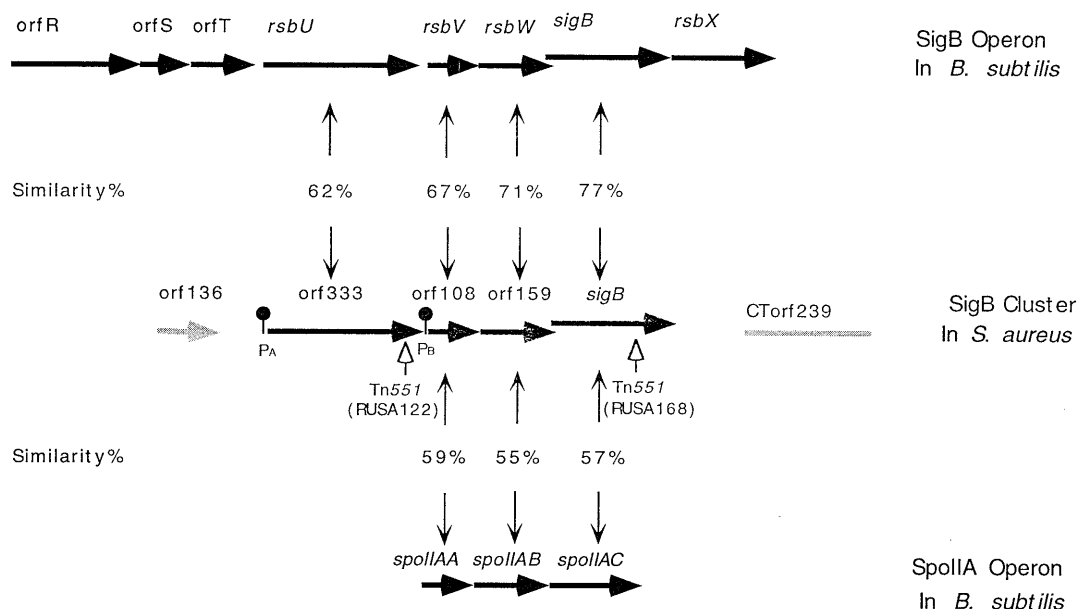 orfR orfS orfT rsbU rsbV rsbW sigB rsbX
SigB Operon
In B. subtilis
Similarity% 62% 67% 71% 77%
orf136 orf333 orf108 orf159 sigB CTorf239
SigB Cluster
In S. aureus
PA PB
Tn551 Tn551
(RUSA122) (RUSA168)
Similarity% 59% 55% 57%
spoIIAA spoIIAB spoIIAC
SpoIIA Operon
In B. subtilis